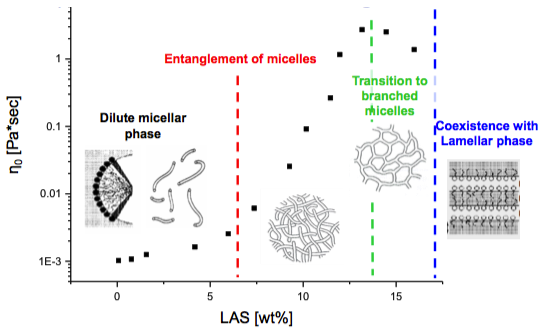 Entanglement of micelles
Transition to
branched
micelles
Dilute micellar
phase
Coexistence with
Lamellar phase
η₀ [Pa*sec]
1
0.1
0.01
1E-3
0
5
10
15
LAS [wt%]